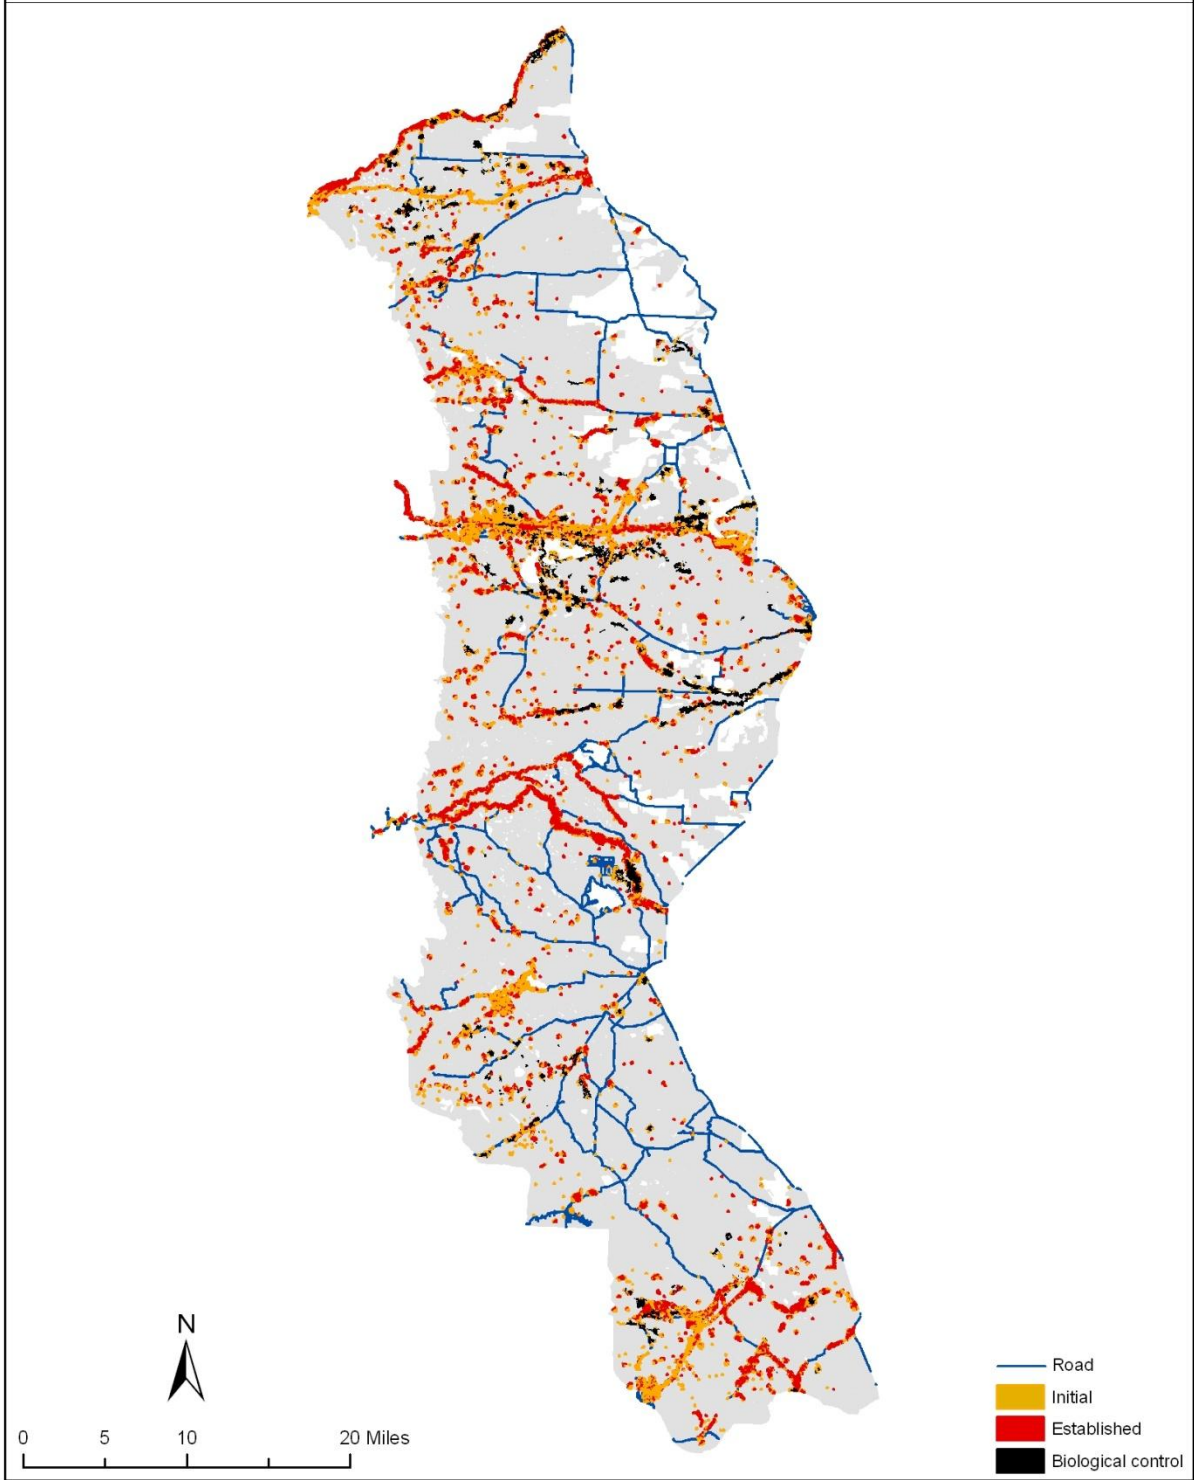 N
0 5 10 20 Miles
Road
Initial
Established
Biological control